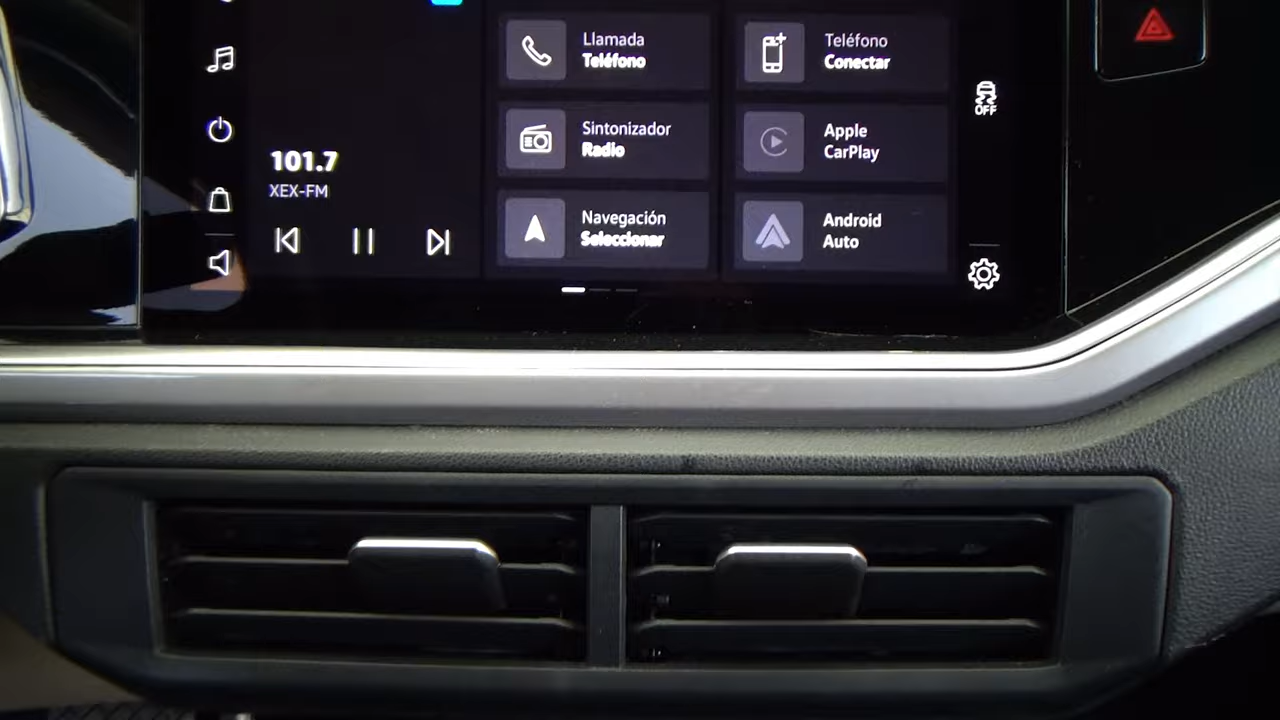 101.7
XEX-FM
Llamada
Teléfono
Sintonizador
Radio
Navegación
Seleccionar
Teléfono
Conectar
Apple
CarPlay
Android
Auto
OFF